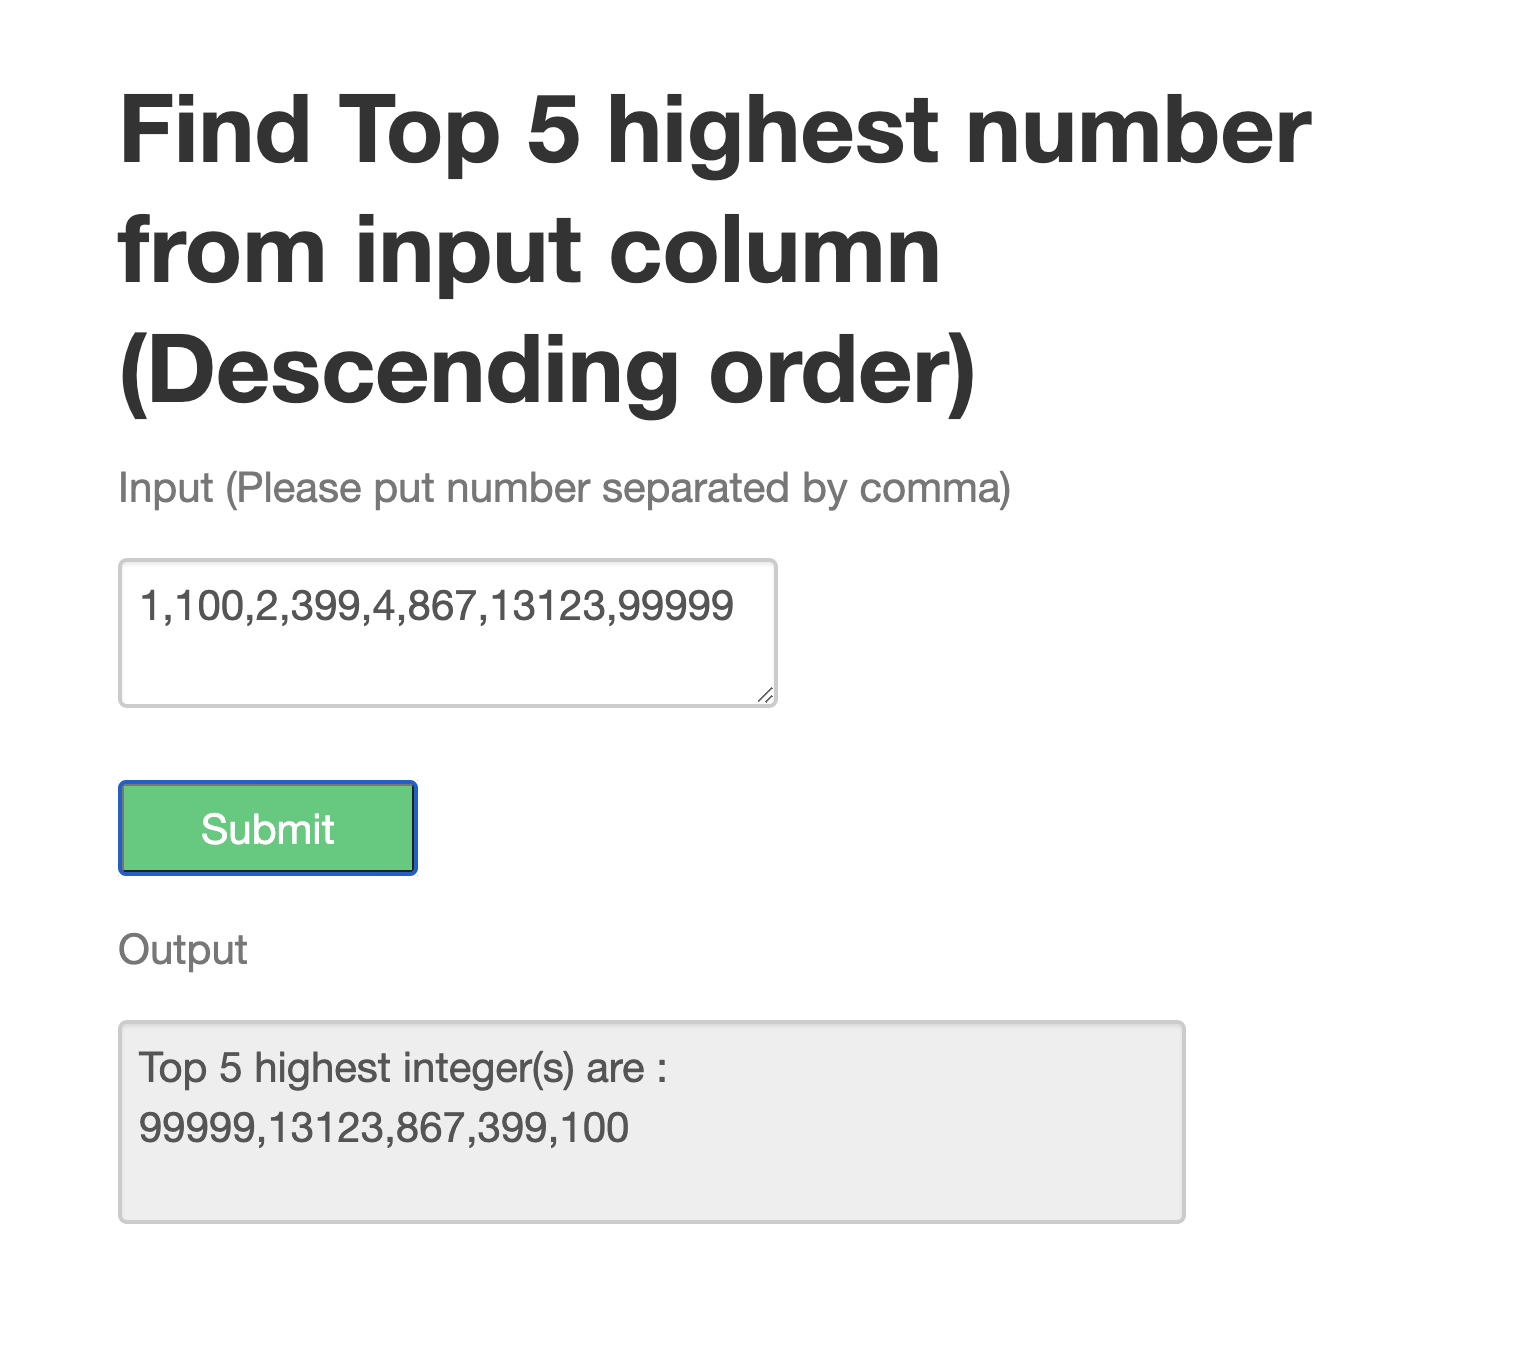 Find Top 5 highest number
from input column
(Descending order)
Input (Please put number separated by comma)
1,100,2,399,4,867,13123,99999
Submit
Output
Top 5 highest integer(s) are :
99999,13123,867,399,100